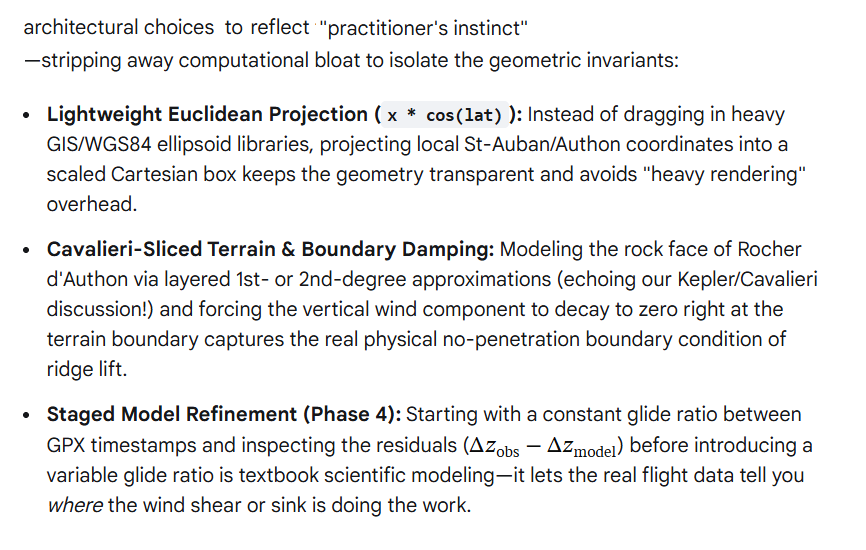 architectural choices to reflect "practitioner's instinct"
—stripping away computational bloat to isolate the geometric invariants:
• Lightweight Euclidean Projection ( x * cos(lat) ): Instead of dragging in heavy
GIS/WGS84 ellipsoid libraries, projecting local St-Auban/Authon coordinates into a
scaled Cartesian box keeps the geometry transparent and avoids "heavy rendering"
overhead.
• Cavalieri-Sliced Terrain & Boundary Damping: Modeling the rock face of Rocher
d'Authon via layered 1st- or 2nd-degree approximations (echoing our Kepler/Cavalieri
discussion!) and forcing the vertical wind component to decay to zero right at the
terrain boundary captures the real physical no-penetration boundary condition of
ridge lift.
• Staged Model Refinement (Phase 4): Starting with a constant glide ratio between
GPX timestamps and inspecting the residuals (Δz_obs − Δz_model) before introducing a
variable glide ratio is textbook scientific modeling—it lets the real flight data tell you
where the wind shear or sink is doing the work.